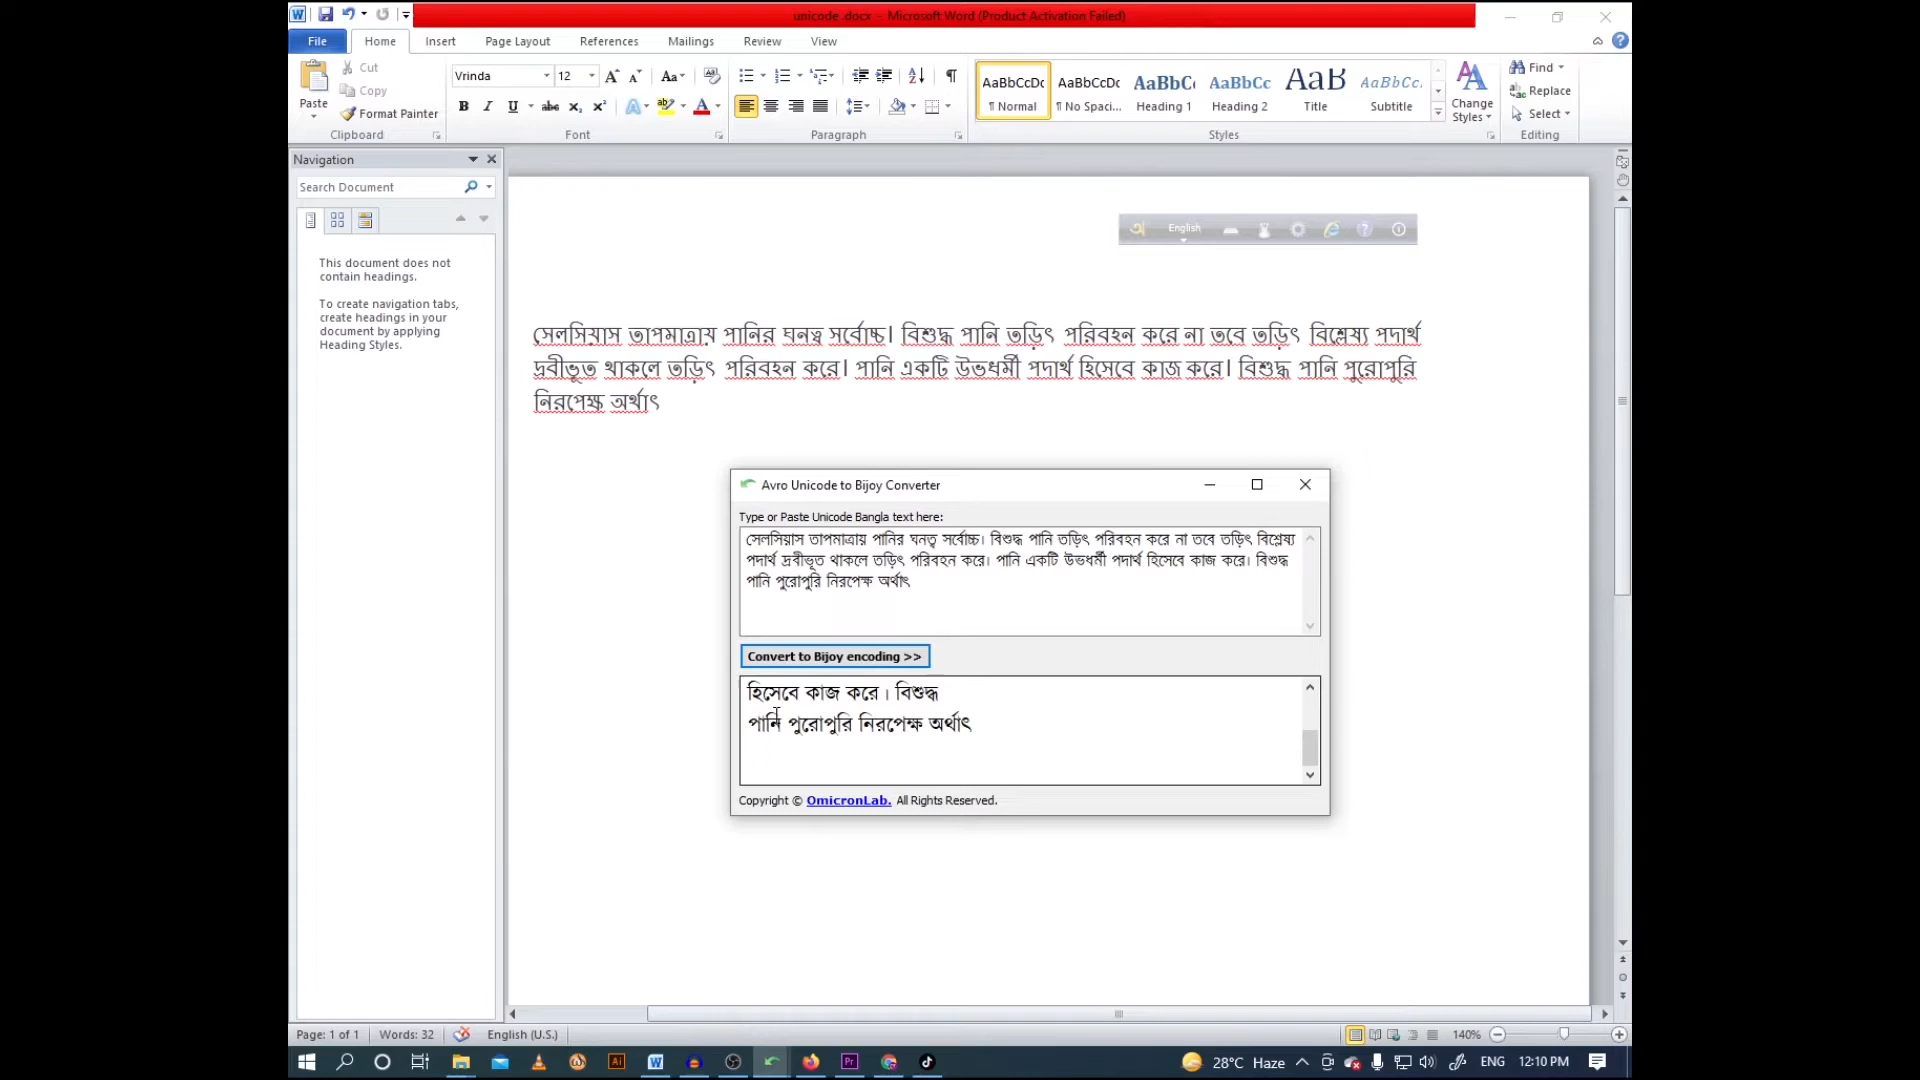 unicode .docx - Microsoft Word (Product Activation Failed)
File Home Insert Page Layout References Mailings Review View
Paste
Cut
Copy
Format Painter
Clipboard
Vrinda 12
Font
Paragraph
AaBbCcDc AaBbCcDc AaBbC AaBbCc AaB AaBbCc.
¶ Normal ¶ No Spaci... Heading 1 Heading 2 Title Subtitle
Change Styles
Styles
Find
Replace
Select
Editing
Navigation
Search Document
This document does not
contain headings.
To create navigation tabs,
create headings in your
document by applying
Heading Styles.
English
সেলসিয়াস তাপমাত্রায় পানির ঘনত্ব সর্বোচ্চ। বিশুদ্ধ পানি তড়িৎ পরিবহন করে না তবে তড়িৎ বিশ্লেষ্য পদার্থ
দ্রবীভূত থাকলে তড়িৎ পরিবহন করে। পানি একটি উভধর্মী পদার্থ হিসেবে কাজ করে। বিশুদ্ধ পানি পুরোপুরি
নিরপেক্ষ অর্থাৎ
Avro Unicode to Bijoy Converter
Type or Paste Unicode Bangla text here:
সেলসিয়াস তাপমাত্রায় পানির ঘনত্ব সর্বোচ্চ। বিশুদ্ধ পানি তড়িৎ পরিবহন করে না তবে তড়িৎ বিশ্লেষ্য
পদার্থ দ্রবীভূত থাকলে তড়িৎ পরিবহন করে। পানি একটি উভধর্মী পদার্থ হিসেবে কাজ করে। বিশুদ্ধ
পানি পুরোপুরি নিরপেক্ষ অর্থাৎ
Convert to Bijoy encoding >>
হিসেবে কাজ করে। বিশুদ্ধ
পানি পুরোপুরি নিরপেক্ষ অর্থাৎ
Copyright © OmicronLab. All Rights Reserved.
Page: 1 of 1 Words: 32 English (U.S.) 140%
28°C Haze ENG 12:10 PM